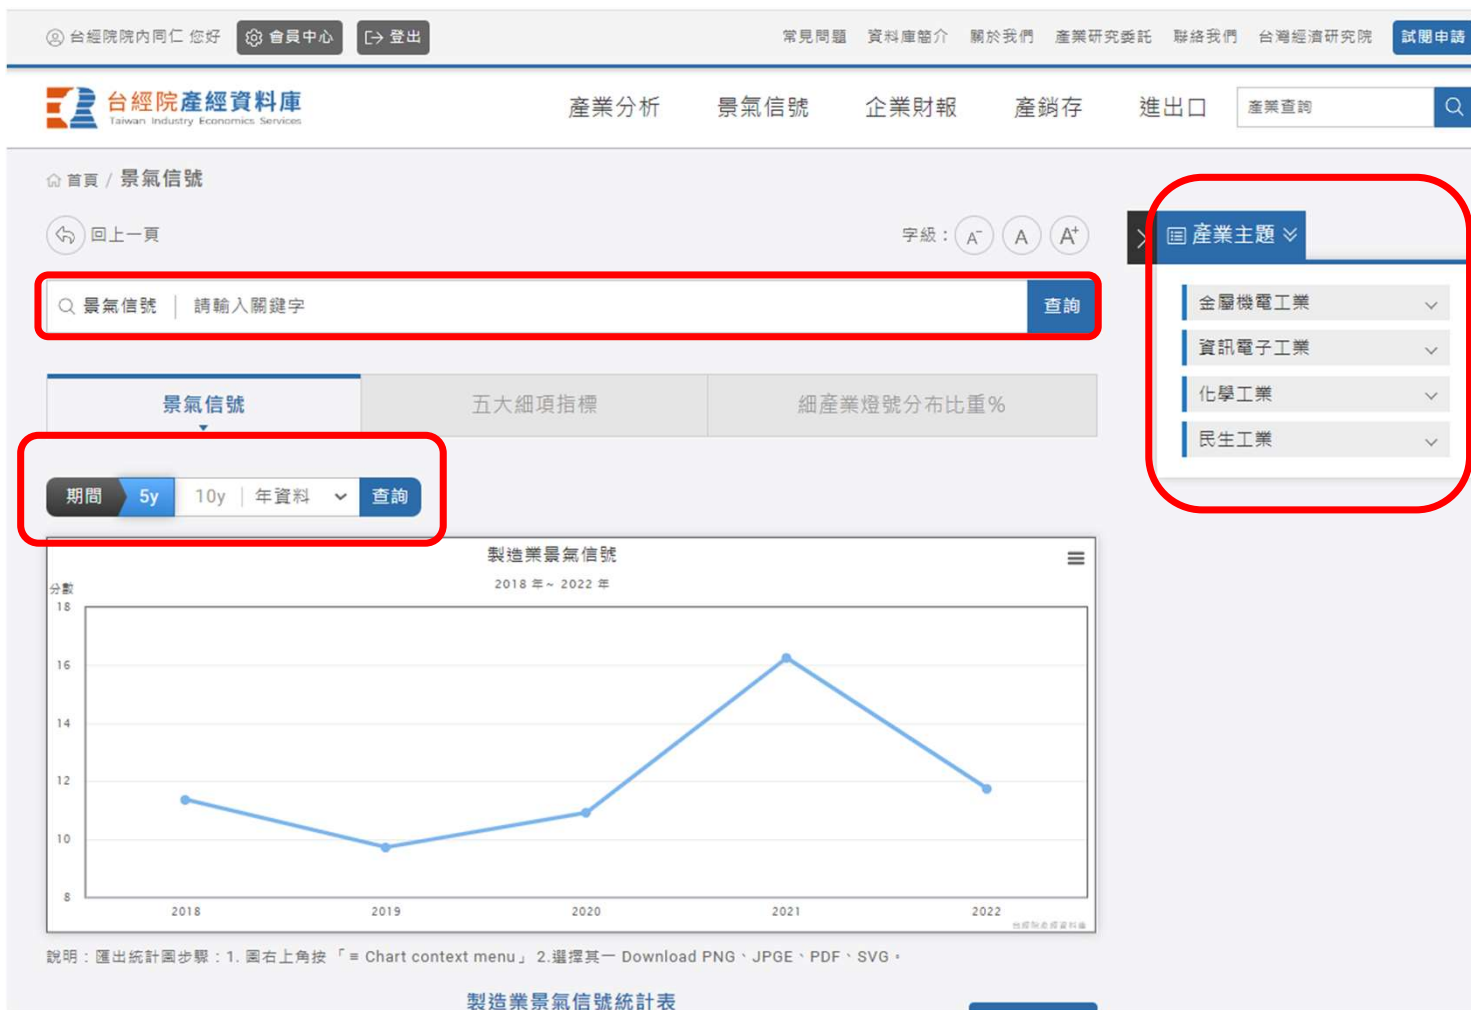 台經院院內同仁 您好 會員中心 登出 常見問題 資料庫簡介 關於我們 產業研究委託 聯絡我們 台灣經濟研究院 試閱申請
台經院產經資料庫
Taiwan Industry Economics Services
產業分析 景氣信號 企業財報 產銷存 進出口 產業查詢
首頁 / 景氣信號
回上一頁 字級： A- A A+
產業主題
景氣信號 | 請輸入關鍵字 查詢
金屬機電工業
資訊電子工業
化學工業
民生工業
景氣信號 五大細項指標 細產業燈號分布比重%
期間 5y 10y | 年資料 查詢
製造業景氣信號
2018 年~ 2022 年
分數
18
16
14
12
10
8
2018 2019 2020 2021 2022
台經院產經資料庫
說明：匯出統計圖步驟：1. 圖右上角按「≡ Chart context menu」 2.選擇其一 Download PNG、JPGE、PDF、SVG。
製造業景氣信號統計表